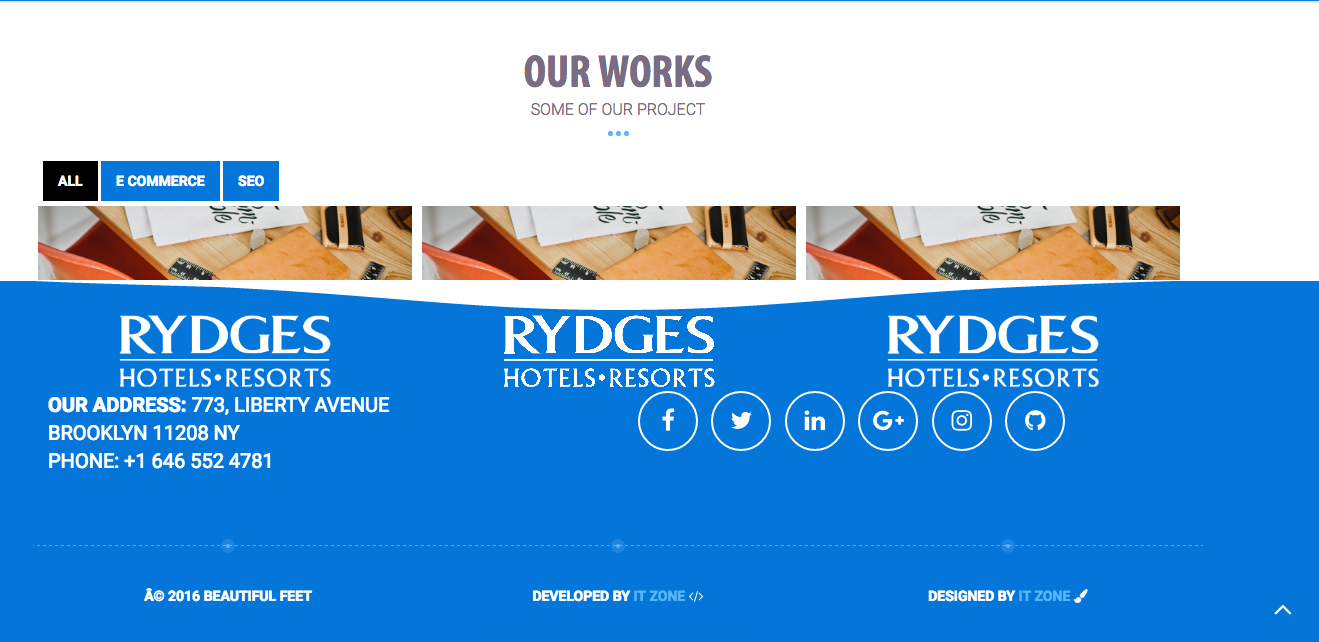 OUR WORKS
SOME OF OUR PROJECT
ALL
E COMMERCE
SEO
RYDGES
HOTELS•RESORTS
RYDGES
HOTELS•RESORTS
RYDGES
HOTELS•RESORTS
OUR ADDRESS: 773, LIBERTY AVENUE
BROOKLYN 11208 NY
PHONE: +1 646 552 4781
© 2016 BEAUTIFUL FEET
DEVELOPED BY IT ZONE </>
DESIGNED BY IT ZONE